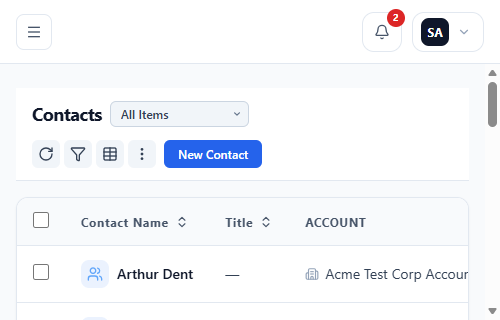 2
SA
Contacts
All Items
New Contact
Contact Name
Title
ACCOUNT
Arthur Dent
—
Acme Test Corp Accour